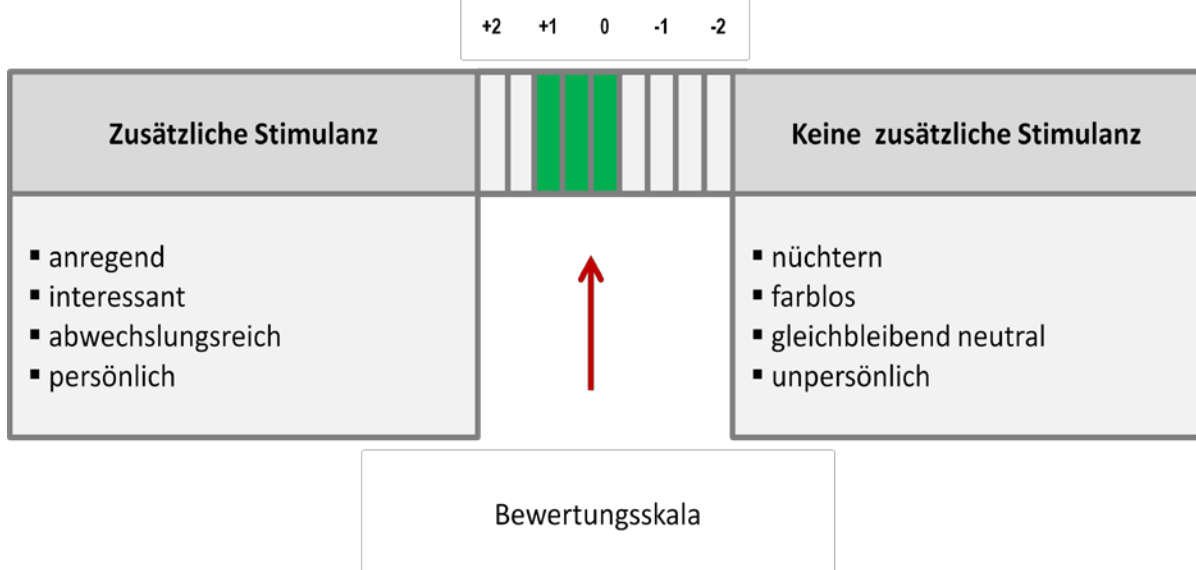 +2 +1 0 -1 -2
Zusätzliche Stimulanz
Keine zusätzliche Stimulanz
▪ anregend
▪ interessant
▪ abwechslungsreich
▪ persönlich
▪ nüchtern
▪ farblos
▪ gleichbleibend neutral
▪ unpersönlich
Bewertungsskala